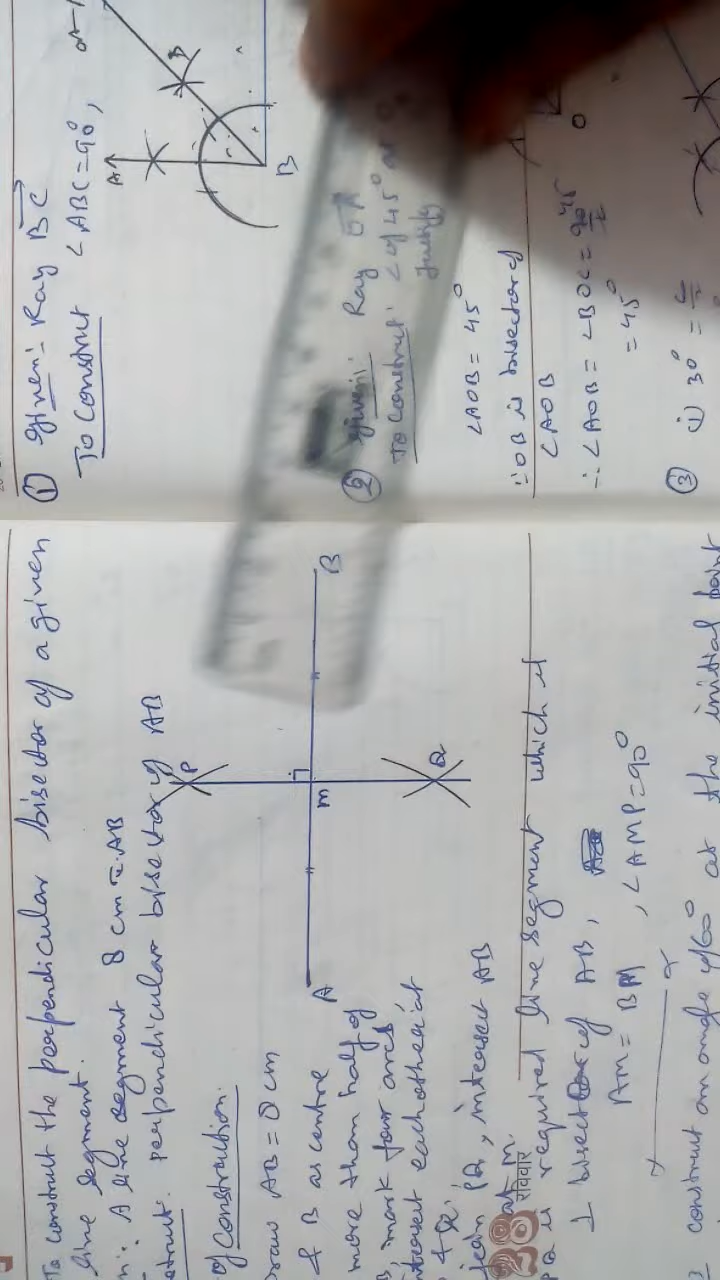 To construct the perpendicular bisector of a given
line segment.
A line segment 8 cm = AB
perpendicular bisector of AB
of Construction.
AB = 8 cm
& B as centre
more than half of
mark four arcs
intersect each other at
P &
join PQ, intersect AB
at M.
रविवार
is required line segment which is
⊥ bisector of AB,
AM = BM, ∠AMP = 90°
construct an angle of 60° at the initial point
P
A
M
B
Q
① given: Ray BC
To Construct ∠ABC = 90°,
A
B
② given: Ray OA
To Construct ∠ of 45°
Justify
∠AOB = 45°
∵ OB is bisector of
∠AOB
∴ ∠AOB = ∠BOC = 90°
= 45°
O
③ i) 30° =